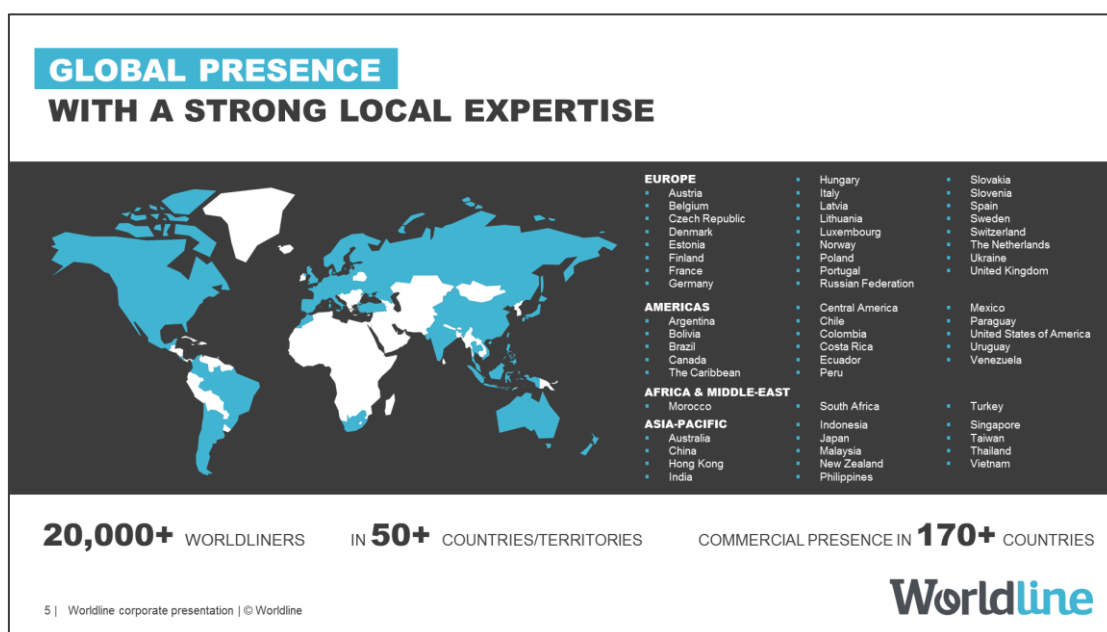 GLOBAL PRESENCE
WITH A STRONG LOCAL EXPERTISE
EUROPE
Austria
Belgium
Czech Republic
Denmark
Estonia
Finland
France
Germany
Hungary
Italy
Latvia
Lithuania
Luxembourg
Norway
Poland
Portugal
Russian Federation
Slovakia
Slovenia
Spain
Sweden
Switzerland
The Netherlands
Ukraine
United Kingdom
AMERICAS
Argentina
Bolivia
Brazil
Canada
The Caribbean
Central America
Chile
Colombia
Costa Rica
Ecuador
Peru
Mexico
Paraguay
United States of America
Uruguay
Venezuela
AFRICA & MIDDLE-EAST
Morocco
South Africa
Turkey
ASIA-PACIFIC
Australia
China
Hong Kong
India
Indonesia
Japan
Malaysia
New Zealand
Philippines
Singapore
Taiwan
Thailand
Vietnam
20,000+ WORLDLINERS IN 50+ COUNTRIES/TERRITORIES COMMERCIAL PRESENCE IN 170+ COUNTRIES
5 | Worldline corporate presentation | © Worldline
Worldline